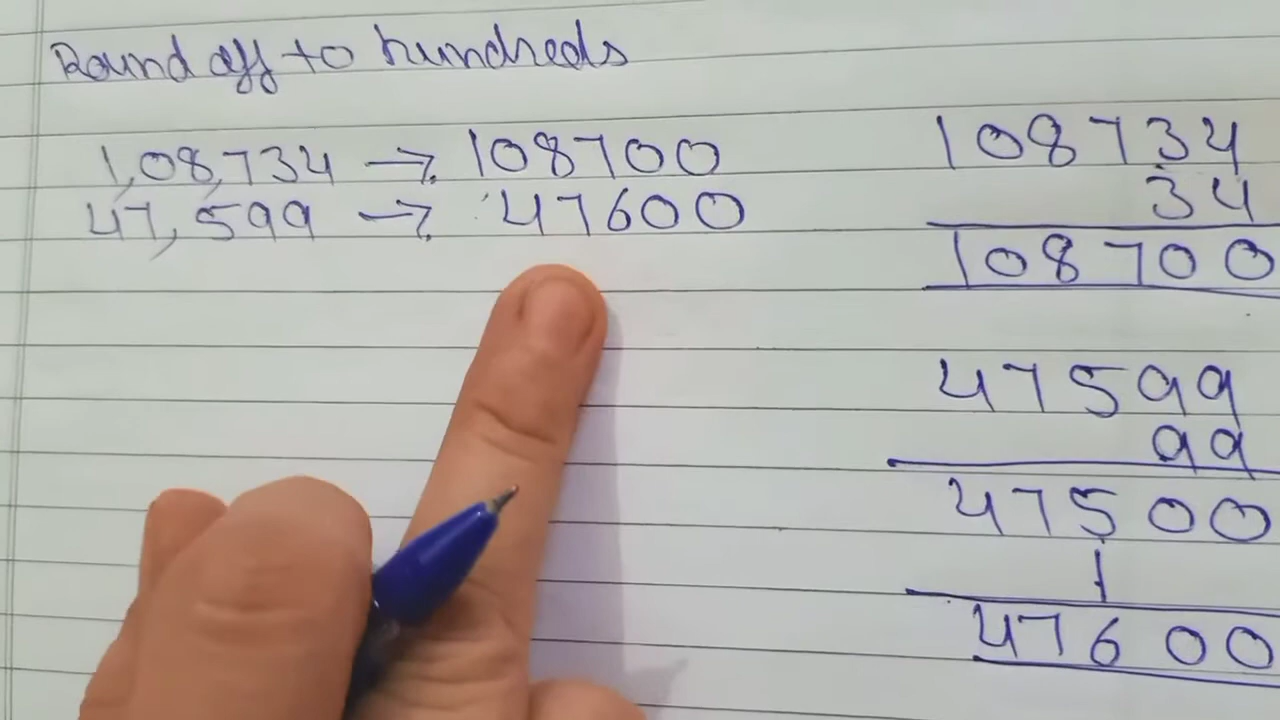 Round off to hundreds
1,08,734 → 108700
47,599 → 47600
108734
34
108700
47599
99
47500
1
47600